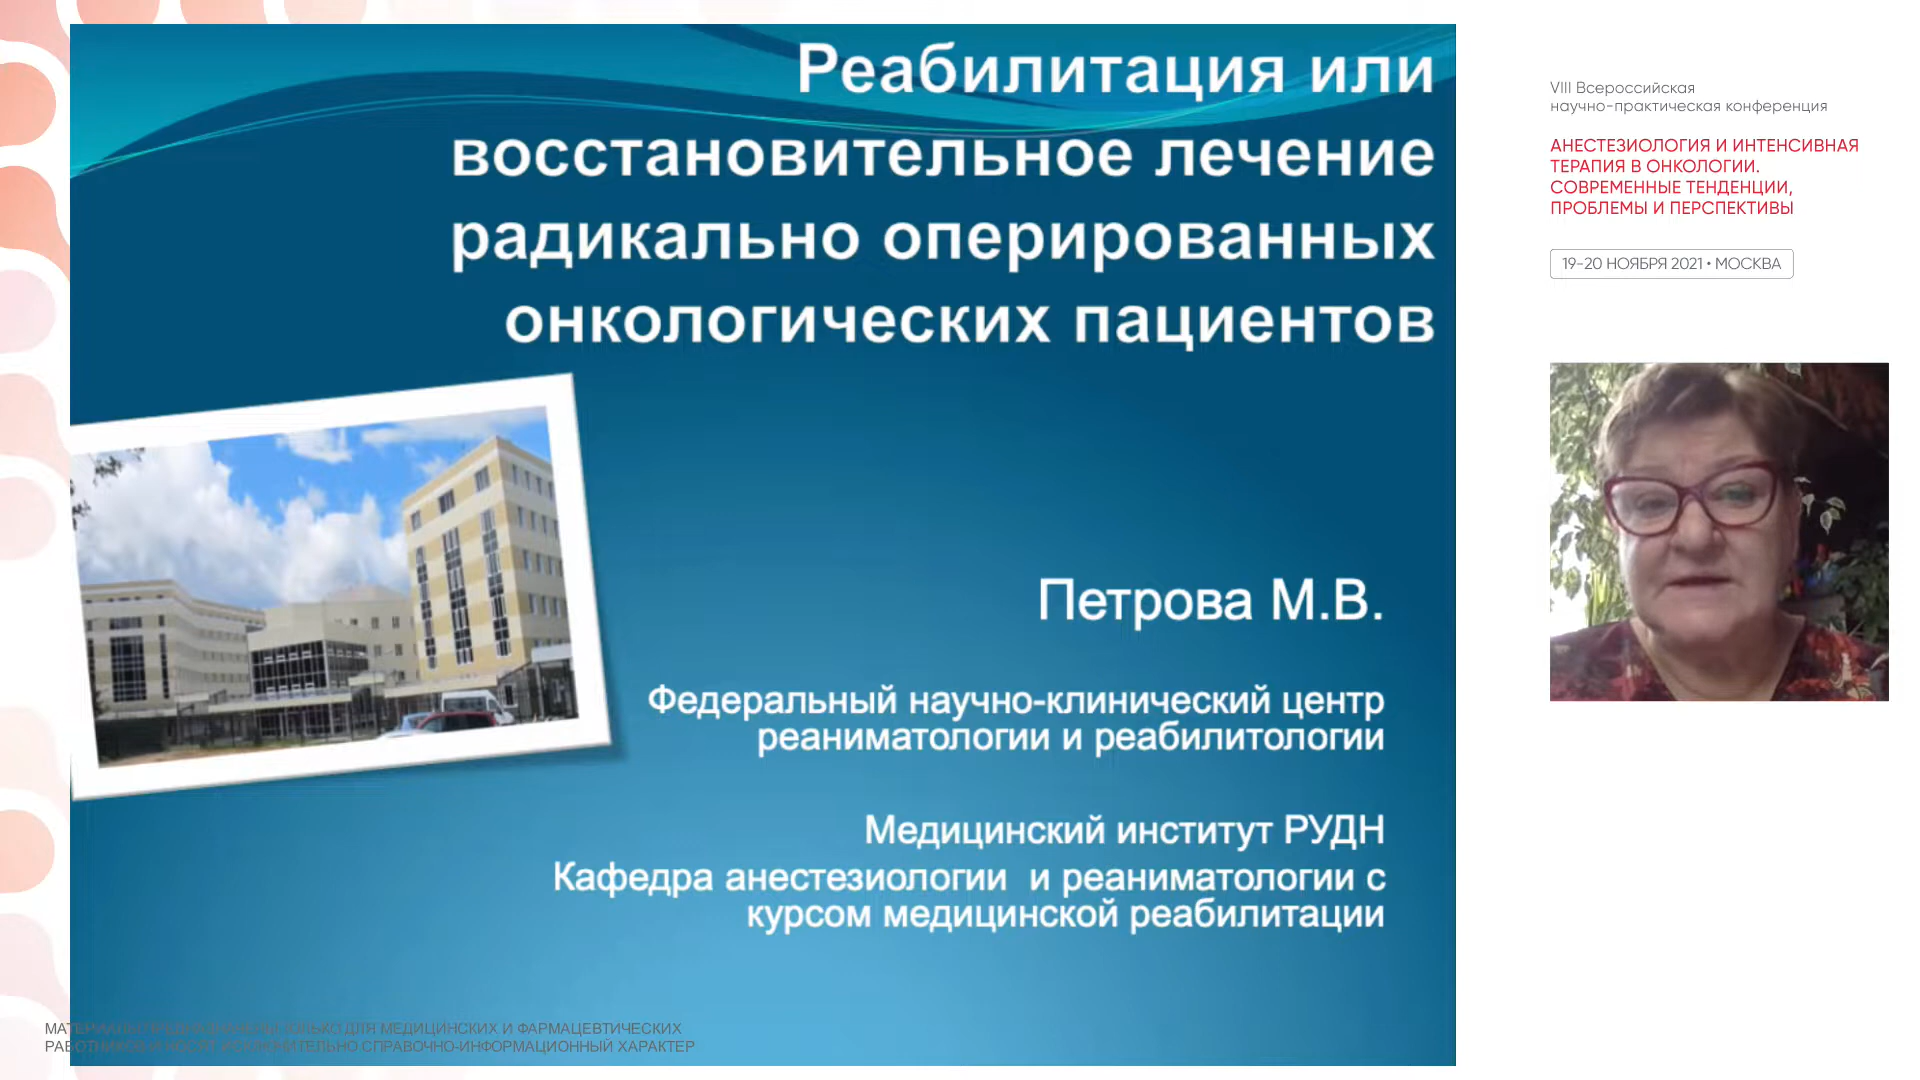 Реабилитация или
восстановительное лечение
радикально оперированных
онкологических пациентов
Петрова М.В.
Федеральный научно-клинический центр
реаниматологии и реабилитологии
Медицинский институт РУДН
Кафедра анестезиологии и реаниматологии с
курсом медицинской реабилитации
VIII Всероссийская
научно-практическая конференция
АНЕСТЕЗИОЛОГИЯ И ИНТЕНСИВНАЯ
ТЕРАПИЯ В ОНКОЛОГИИ.
СОВРЕМЕННЫЕ ТЕНДЕНЦИИ,
ПРОБЛЕМЫ И ПЕРСПЕКТИВЫ
19-20 НОЯБРЯ 2021 • МОСКВА
МАТЕРИАЛЫ ПРЕДНАЗНАЧЕНЫ ТОЛЬКО ДЛЯ МЕДИЦИНСКИХ И ФАРМАЦЕВТИЧЕСКИХ
РАБОТНИКОВ И НОСЯТ ИСКЛЮЧИТЕЛЬНО СПРАВОЧНО-ИНФОРМАЦИОННЫЙ ХАРАКТЕР